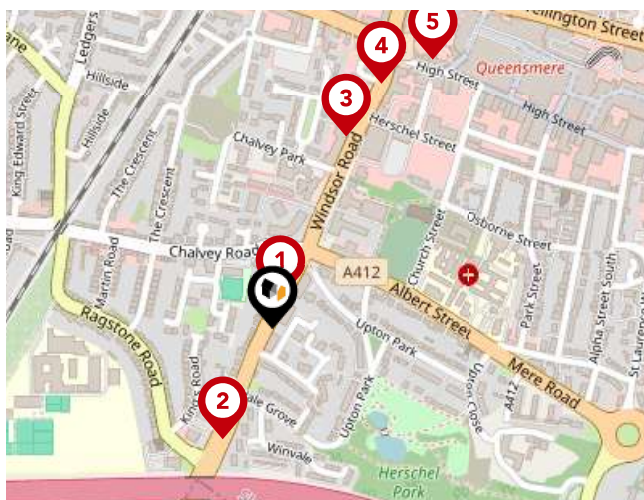 5
Wellington Street
4
Ledgers
Hillside
High Street
Queensmere
3
High Street
Hillside
King Edward Street
Herschel Street
Chalvey Park
The Crescent
The Crescent
Windsor Road
Osborne Street
Chalvey Road
Church Street
1
A412
Martin Road
Park Street
Alpha Street South
Albert Street
Ragstone Road
Upton Park
Mere Road
King's Road
2
Upton Park
Upton Close
A412
Winvale
Herschel
Park